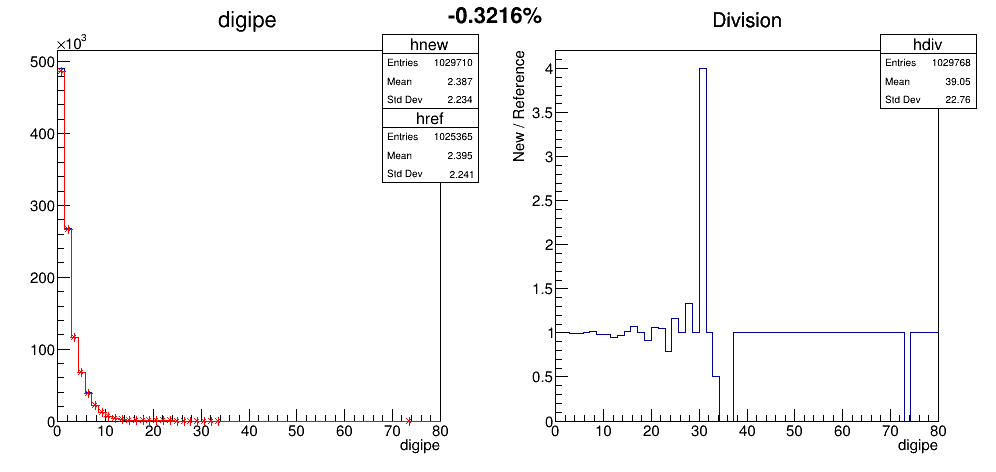 -0.3216%
digipe
×10³
hnew
Entries 1029710
Mean 2.387
Std Dev 2.234
href
Entries 1025365
Mean 2.395
Std Dev 2.241
500
400
300
200
100
0
0 10 20 30 40 50 60 70 80
digipe
Division
hdiv
Entries 1029768
Mean 39.05
Std Dev 22.76
New / Reference
4
3.5
3
2.5
2
1.5
1
0.5
0
0 10 20 30 40 50 60 70 80
digipe